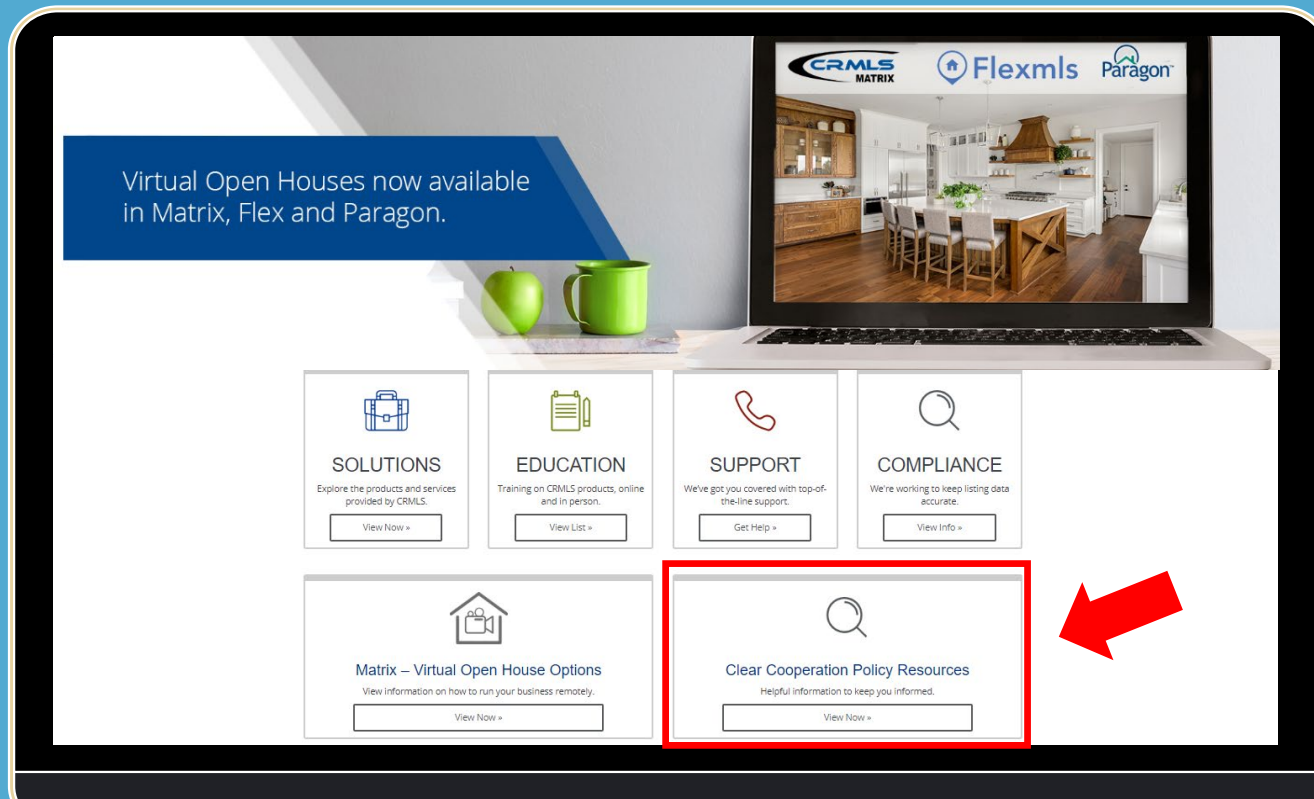 CRMLS
MATRIX
Flexmls
Paragon™
Virtual Open Houses now available
in Matrix, Flex and Paragon.
SOLUTIONS
Explore the products and services
provided by CRMLS.
View Now »
EDUCATION
Training on CRMLS products, online
and in person.
View List »
SUPPORT
We've got you covered with top-of-
the-line support.
Get Help »
COMPLIANCE
We're working to keep listing data
accurate.
View Info »
Matrix – Virtual Open House Options
View information on how to run your business remotely.
View Now »
Clear Cooperation Policy Resources
Helpful information to keep you informed.
View Now »